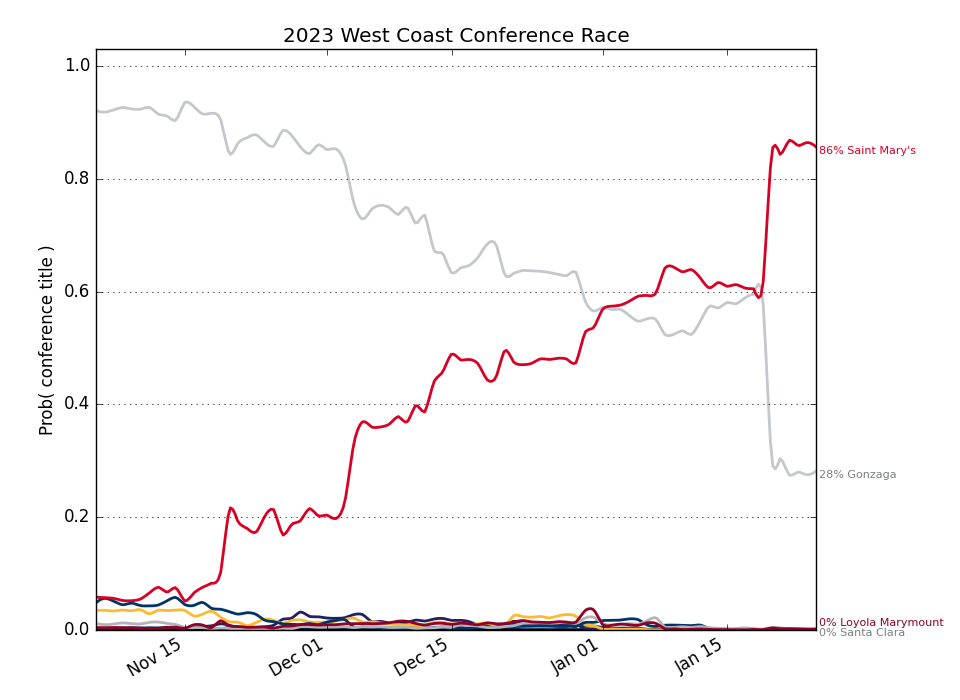 2023 West Coast Conference Race
Prob( conference title )
1.0
0.8
0.6
0.4
0.2
0.0
86% Saint Mary's
28% Gonzaga
0% Loyola Marymount
0% Santa Clara
Nov 15
Dec 01
Dec 15
Jan 01
Jan 15